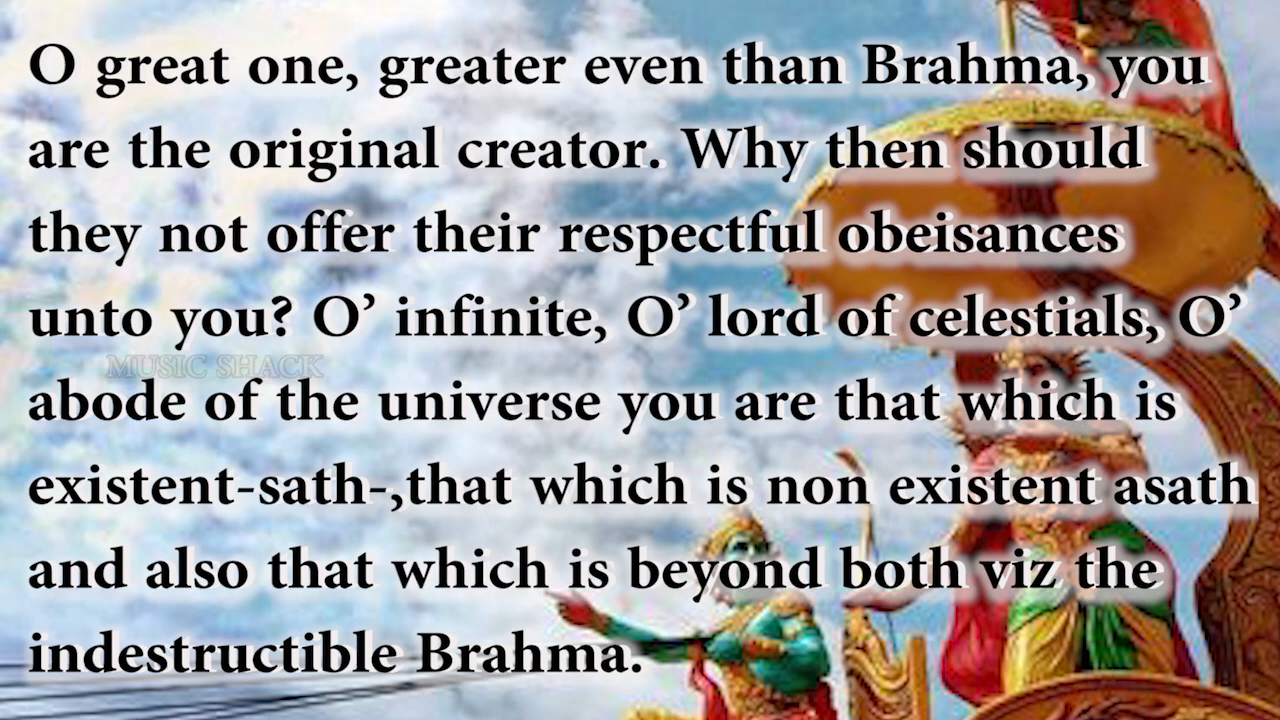 O great one, greater even than Brahma, you
are the original creator. Why then should
they not offer their respectful obeisances
unto you? O’ infinite, O’ lord of celestials, O’
MUSIC SHACK
abode of the universe you are that which is
existent-sath-,that which is non existent asath
and also that which is beyond both viz the
indestructible Brahma.